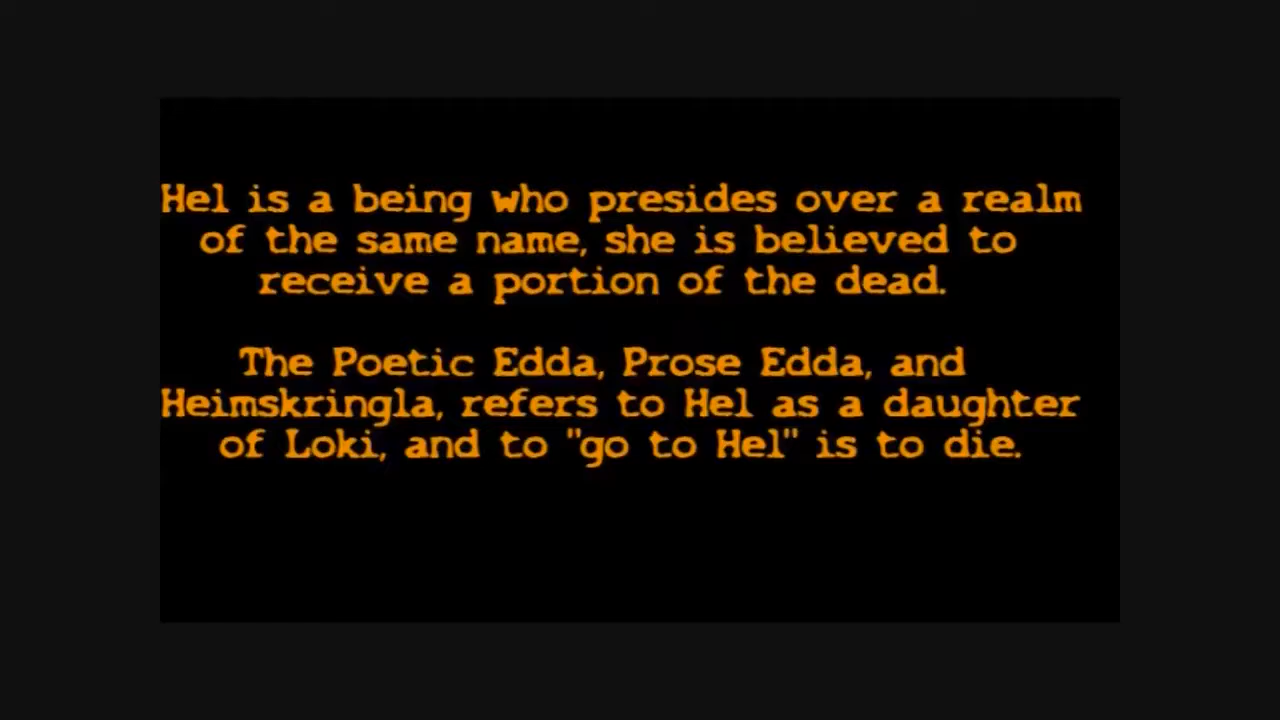 Hel is a being who presides over a realm
of the same name, she is believed to
receive a portion of the dead.
The Poetic Edda, Prose Edda, and
Heimskringla, refers to Hel as a daughter
of Loki, and to "go to Hel" is to die.